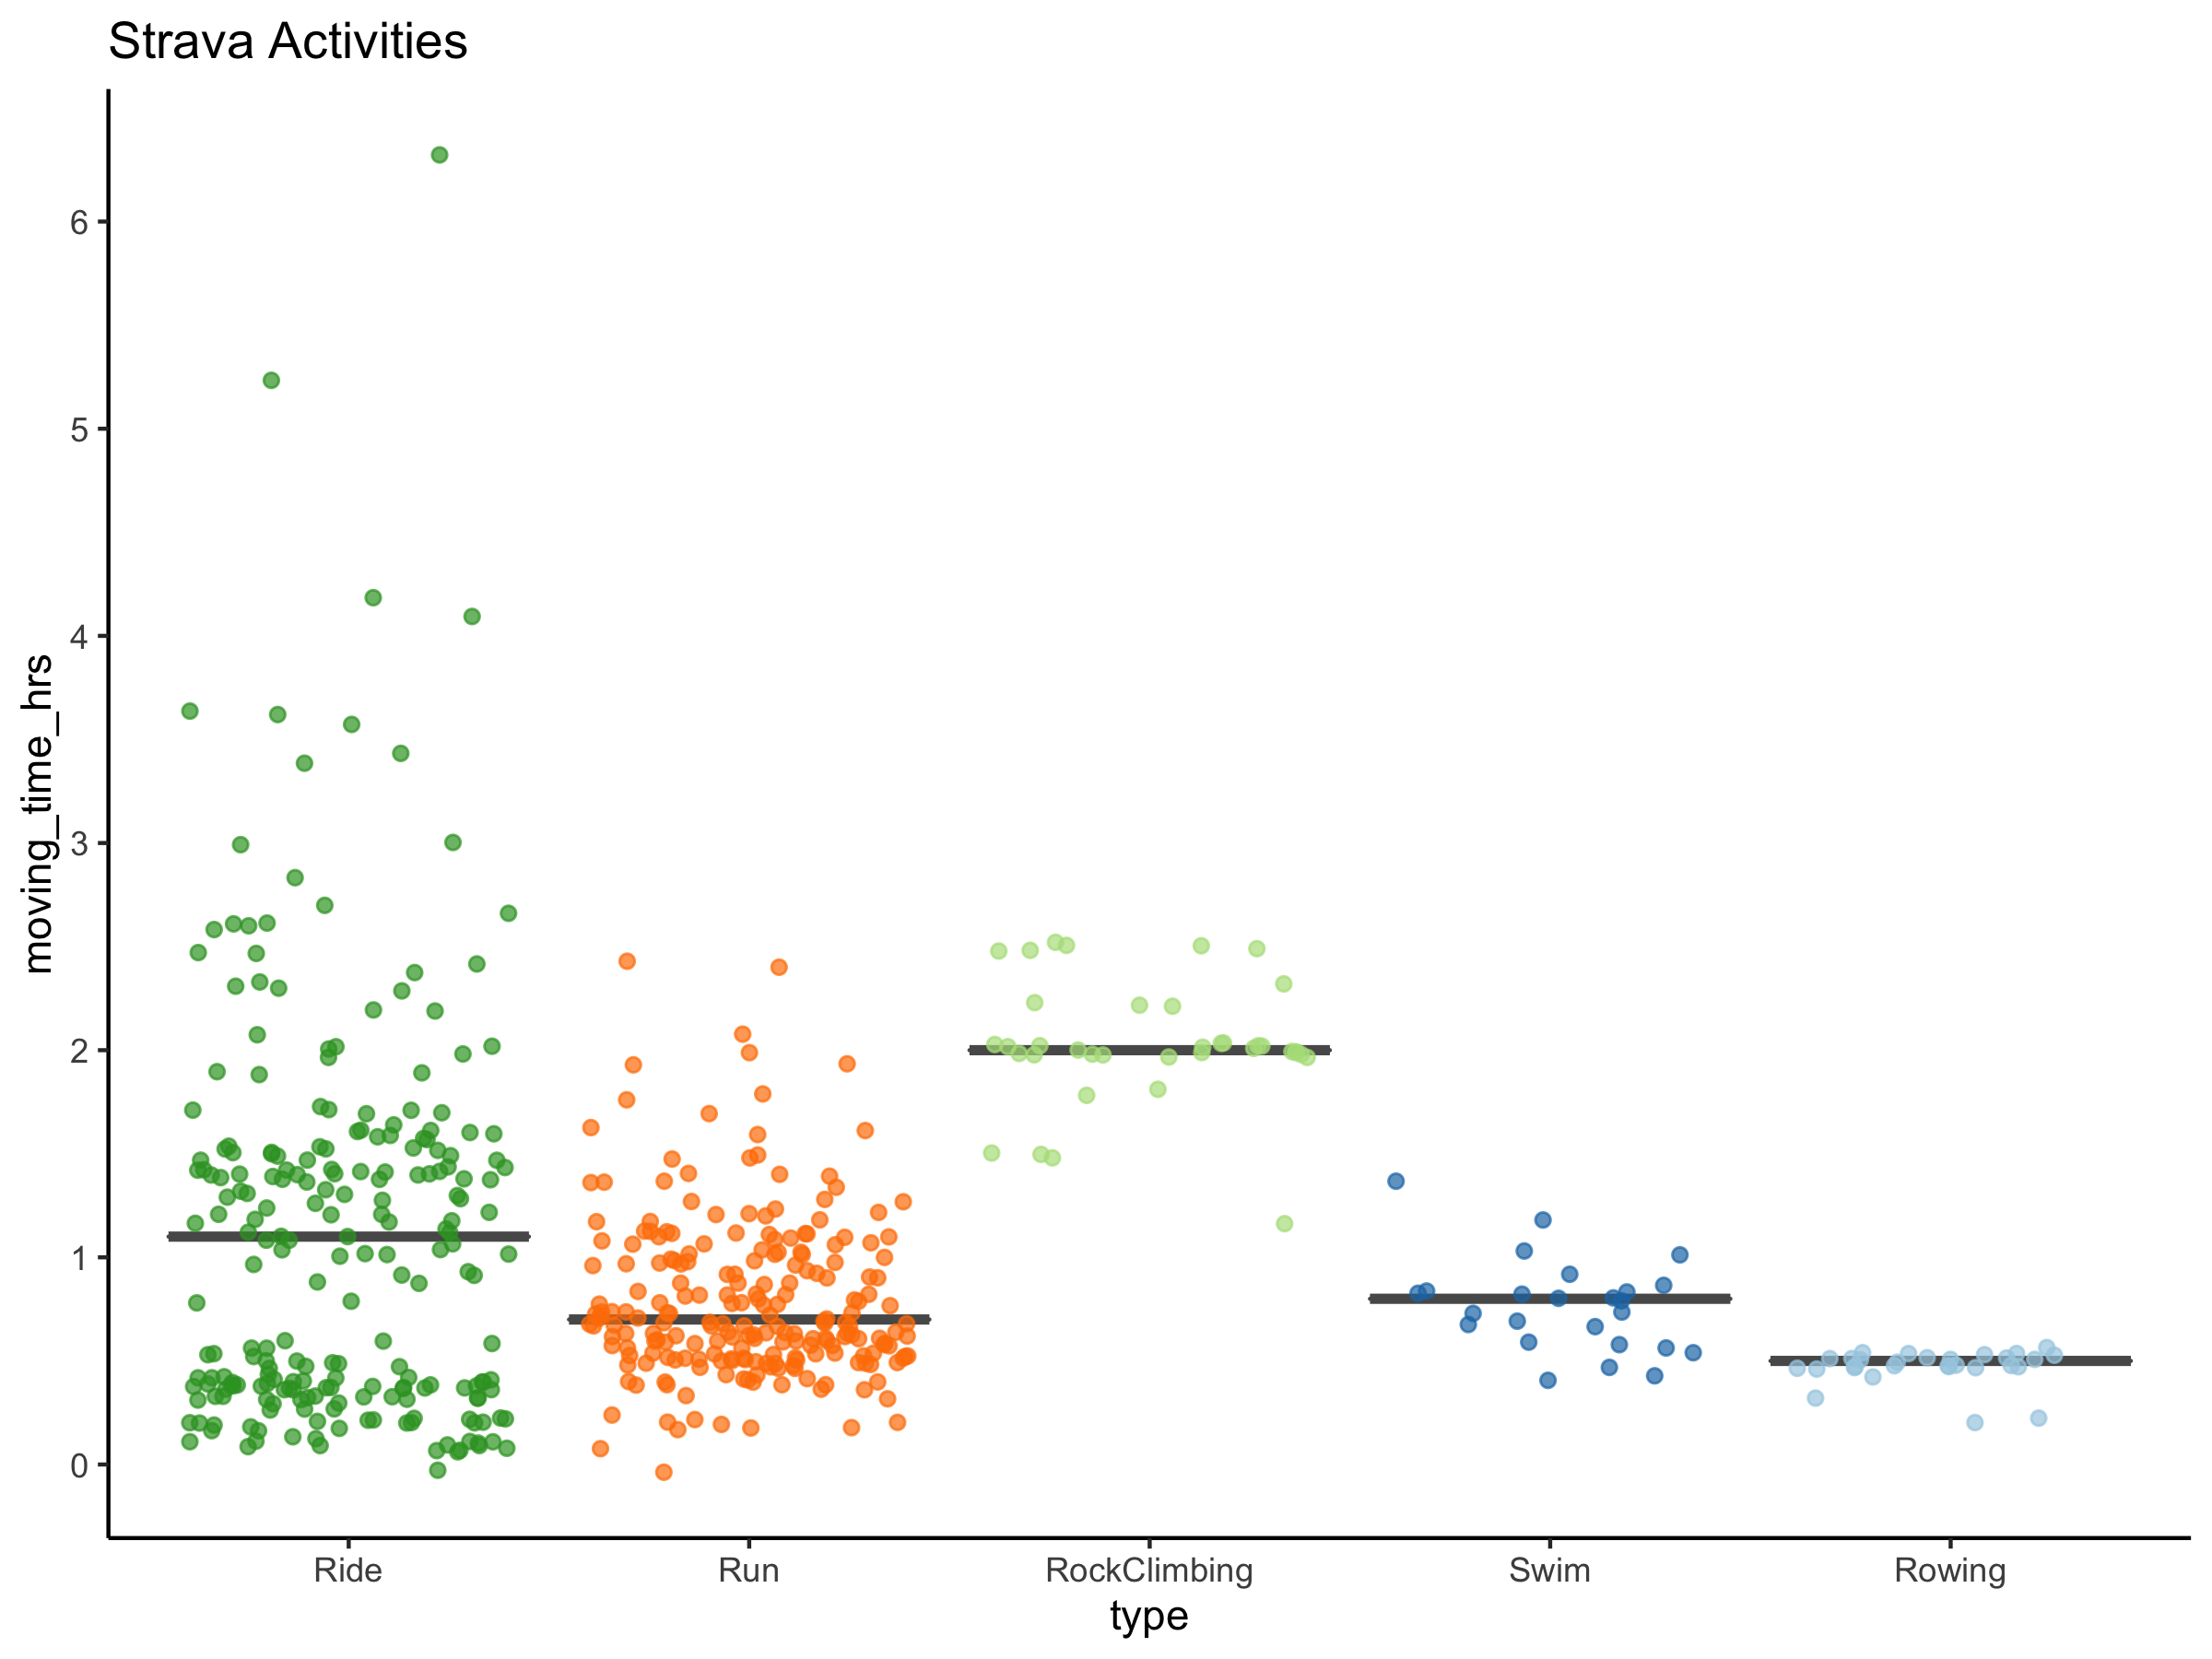 Strava Activities
moving_time_hrs
6
5
4
3
2
1
0
Ride Run RockClimbing Swim Rowing
type